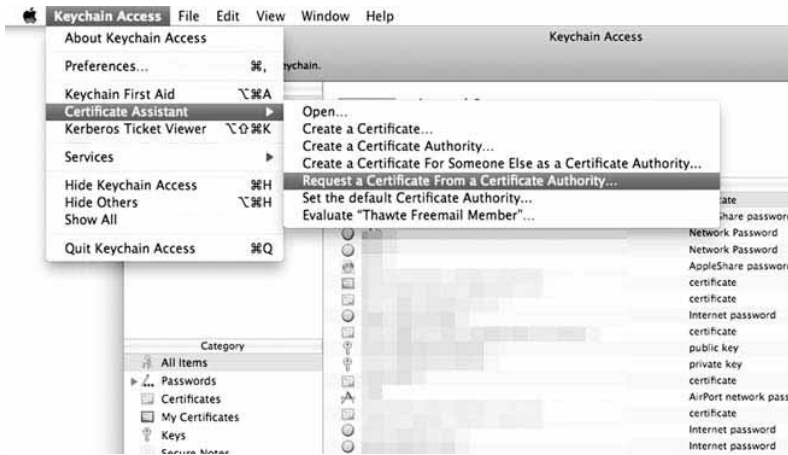 Keychain Access File Edit View Window Help
Keychain Access
About Keychain Access
Preferences... ⌘,
ychain.
Keychain First Aid ⌥⌘A
Certificate Assistant ▶
Kerberos Ticket Viewer ⌥⇧⌘K
Services ▶
Hide Keychain Access ⌘H
Hide Others ⌥⌘H
Show All
Quit Keychain Access ⌘Q
Open...
Create a Certificate...
Create a Certificate Authority...
Create a Certificate For Someone Else as a Certificate Authority...
Request a Certificate From a Certificate Authority...
Set the default Certificate Authority...
Evaluate “Thawte Freemail Member”...
cate
Share passwor
Network Password
Network Password
AppleShare passwor
certificate
certificate
Internet password
certificate
public key
private key
certificate
AirPort network pass
certificate
Internet password
Internet password
Category
All Items
Passwords
Certificates
My Certificates
Keys
Secure Notes